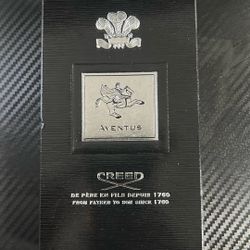 AVENTUS
CREED
DE PÈRE EN FILS DEPUIS 1760
FROM FATHER TO SON SINCE 1760